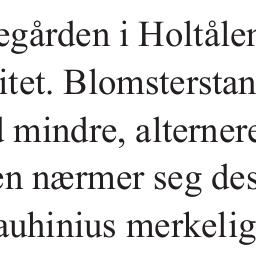 egården i Holtålen
itet. Blomsterstan
d mindre, alternere
en nærmer seg des
auhinius merkelig